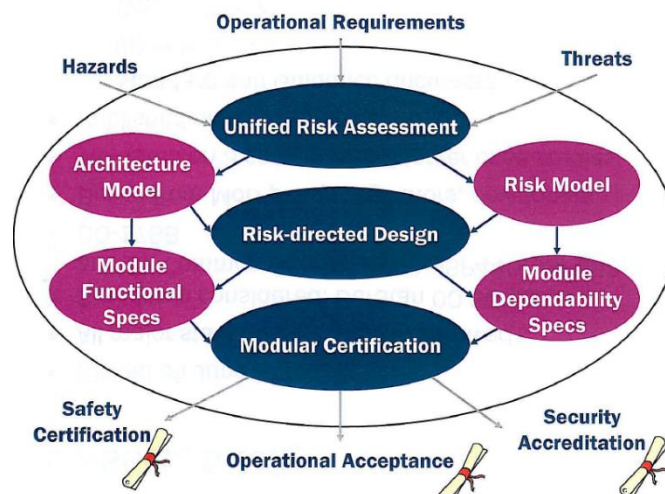 Operational Requirements
Hazards
Threats
Unified Risk Assessment
Architecture
Model
Risk Model
Risk-directed Design
Module
Functional
Specs
Module
Dependability
Specs
Modular Certification
Safety
Certification
Operational Acceptance
Security
Accreditation